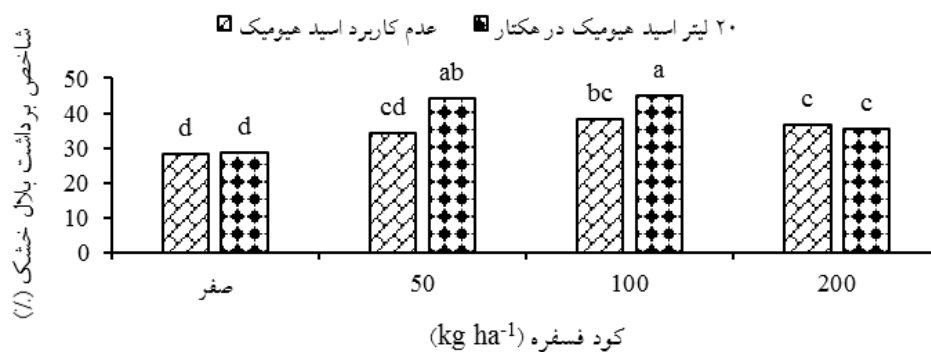 عدم کاربرد اسید هیومیک ۲۰ لیتر اسید هیومیک در هکتار
شاخص برداشت بلال خشک (٪)
50
40
30
20
10
0
d d cd ab bc a c c
صفر 50 100 200
کود فسفره (kg ha-1)